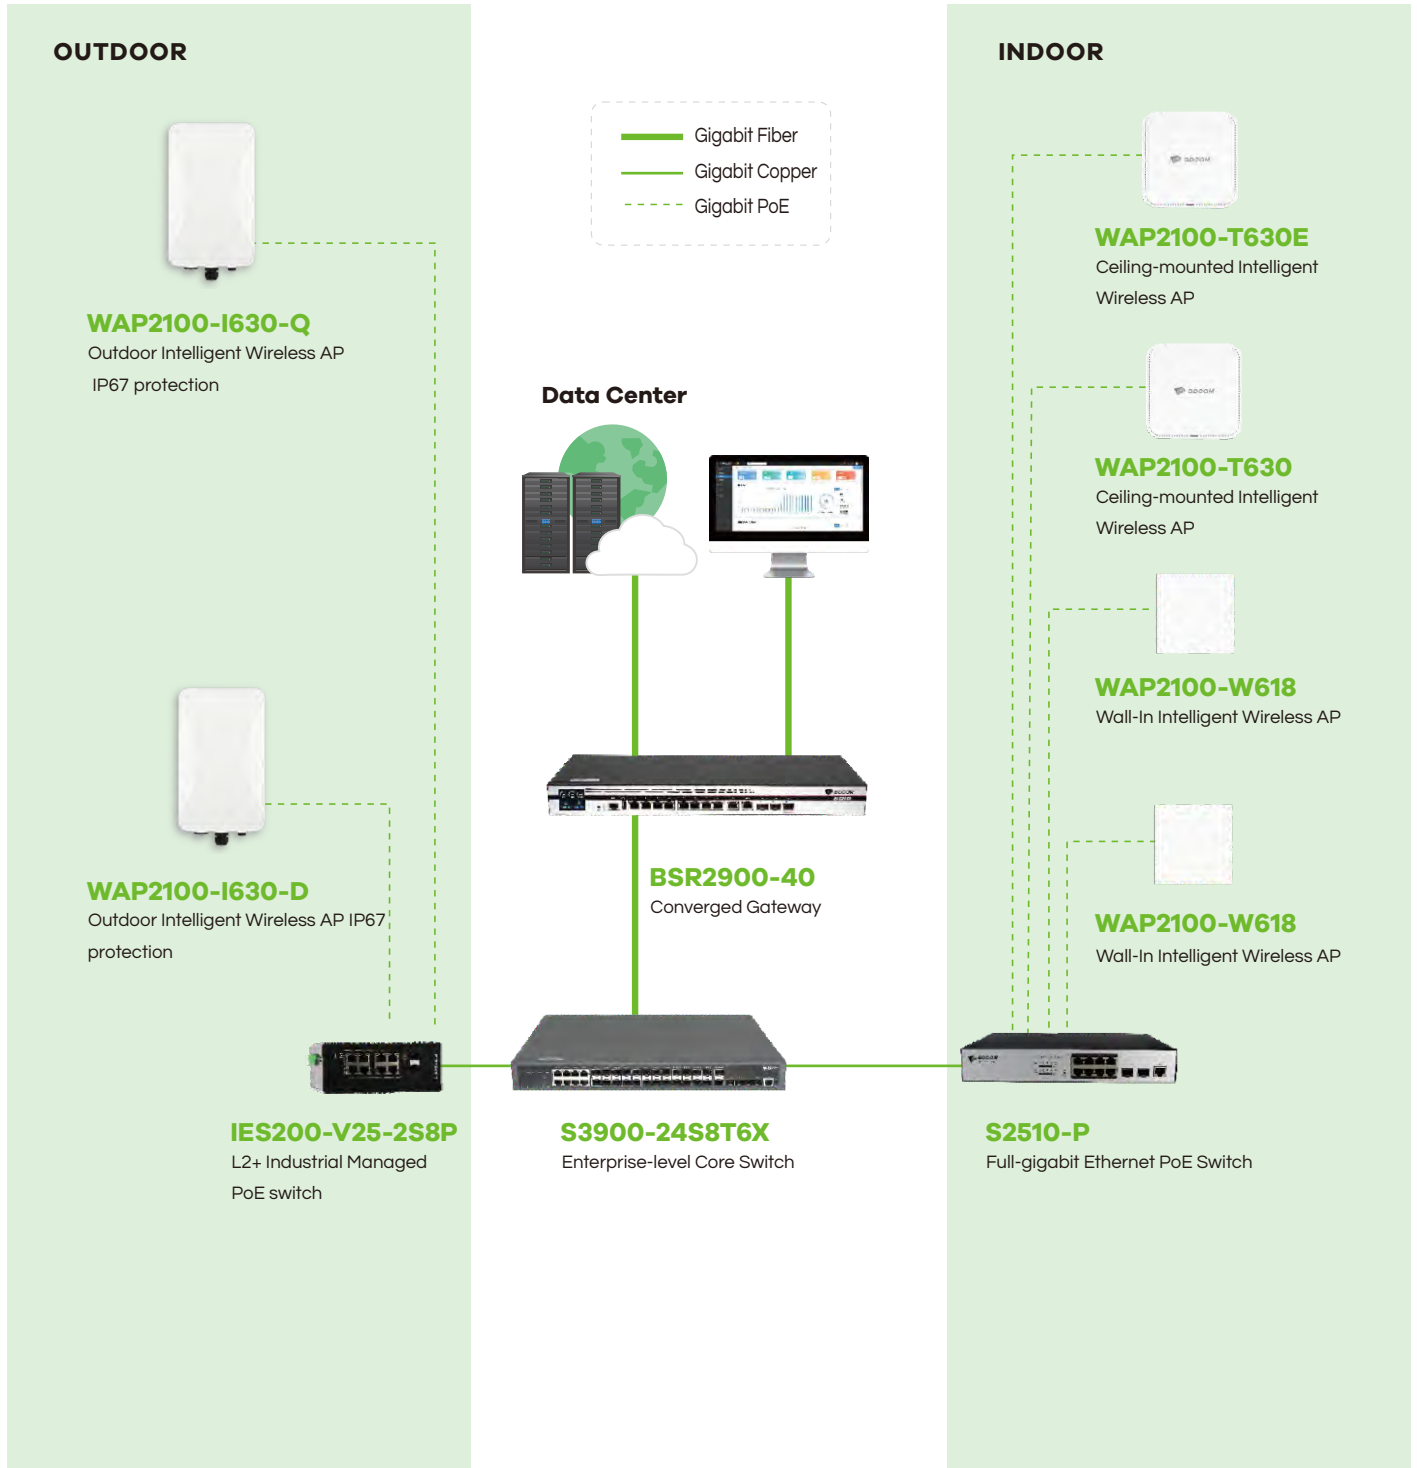 OUTDOOR
WAP2100-I630-Q
Outdoor Intelligent Wireless AP
IP67 protection
WAP2100-I630-D
Outdoor Intelligent Wireless AP IP67
protection
IES200-V25-2S8P
L2+ Industrial Managed
PoE switch
Gigabit Fiber
Gigabit Copper
Gigabit PoE
Data Center
BDCOM
BSR2900-40
Converged Gateway
S3900-24S8T6X
Enterprise-level Core Switch
INDOOR
BDCOM
WAP2100-T630E
Ceiling-mounted Intelligent
Wireless AP
BDCOM
WAP2100-T630
Ceiling-mounted Intelligent
Wireless AP
WAP2100-W618
Wall-In Intelligent Wireless AP
WAP2100-W618
Wall-In Intelligent Wireless AP
BDCOM
S2510-P
Full-gigabit Ethernet PoE Switch